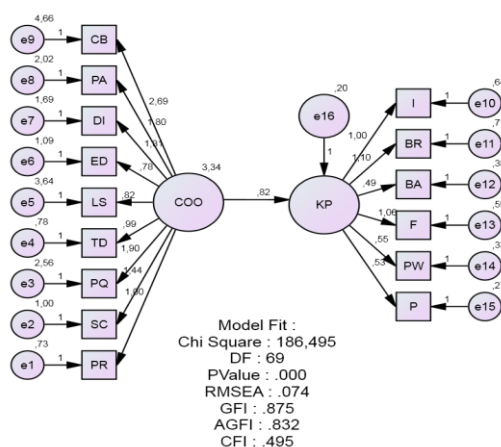 4,66
e9 1 CB
2,02
e8 1 PA
1,69
e7 1 DI
1,09
e6 1 ED
3,64
e5 1 LS
,78
e4 1 TD
2,56
e3 1 PQ
1,00
e2 1 SC
,73
e1 1 PR
2,69
1,80
,78
,82
,99
1,90
1,44
1,00
3,34
COO
,82
,20
e16
1
KP
1,00
1,10
,49
1,06
,55
,53
I 1 e10
BR 1 e11
BA 1 e12
F 1 e13
PW 1 e14
P 1 e15
Model Fit :
Chi Square : 186,495
DF : 69
PValue : .000
RMSEA : .074
GFI : .875
AGFI : .832
CFI : .495